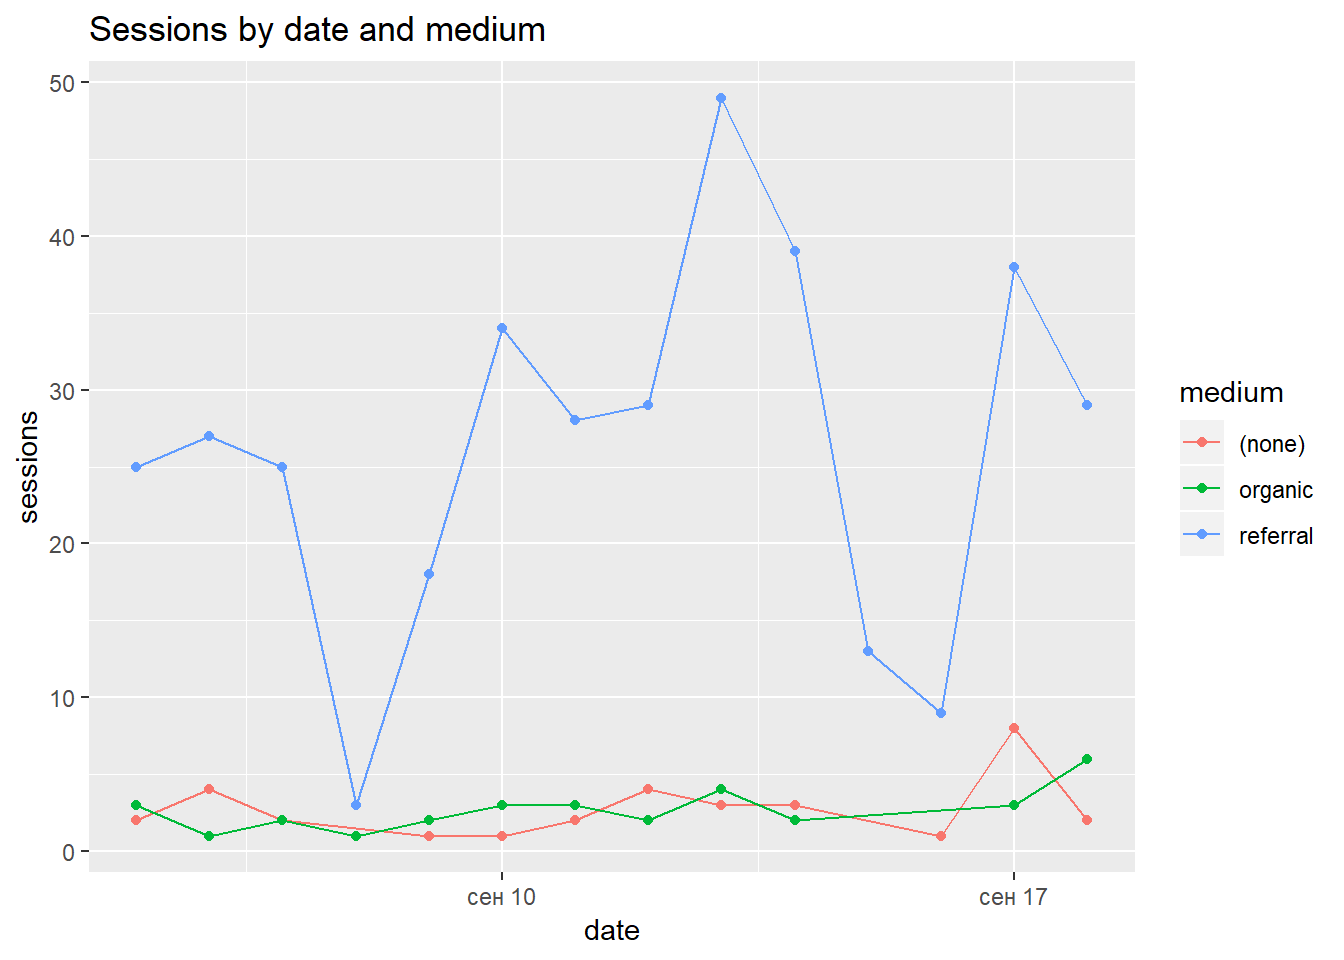 Sessions by date and medium
50
40
30
20
10
0
sessions
сен 10
сен 17
date
medium
(none)
organic
referral